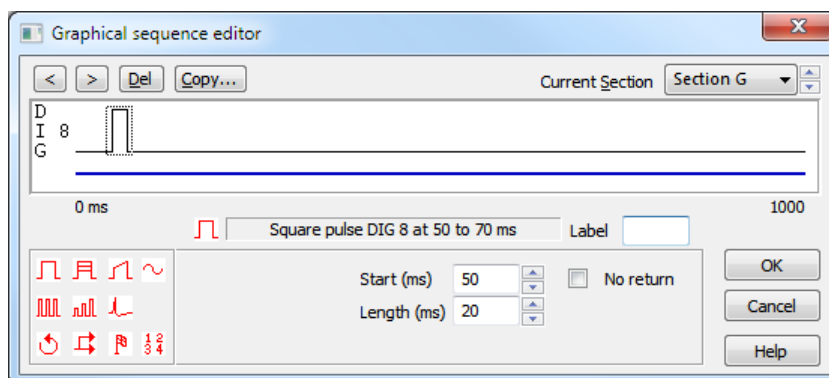 Graphical sequence editor
< > Del Copy... Current Section Section G
D
I 8
G
0 ms 1000
Square pulse DIG 8 at 50 to 70 ms Label
Start (ms) 50 No return OK
Length (ms) 20 Cancel
1 2
3 4
Help